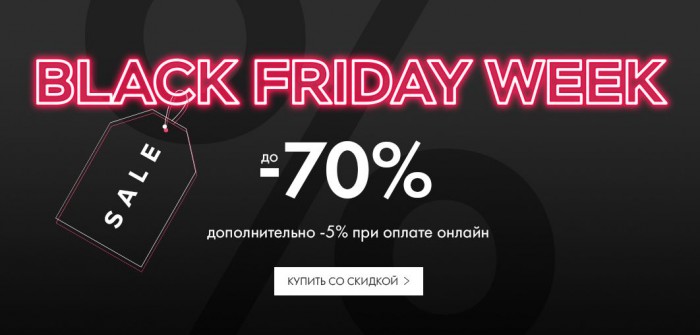 BLACK FRIDAY WEEK
SALE
до
-70%
дополнительно -5% при оплате онлайн
КУПИТЬ СО СКИДКОЙ >